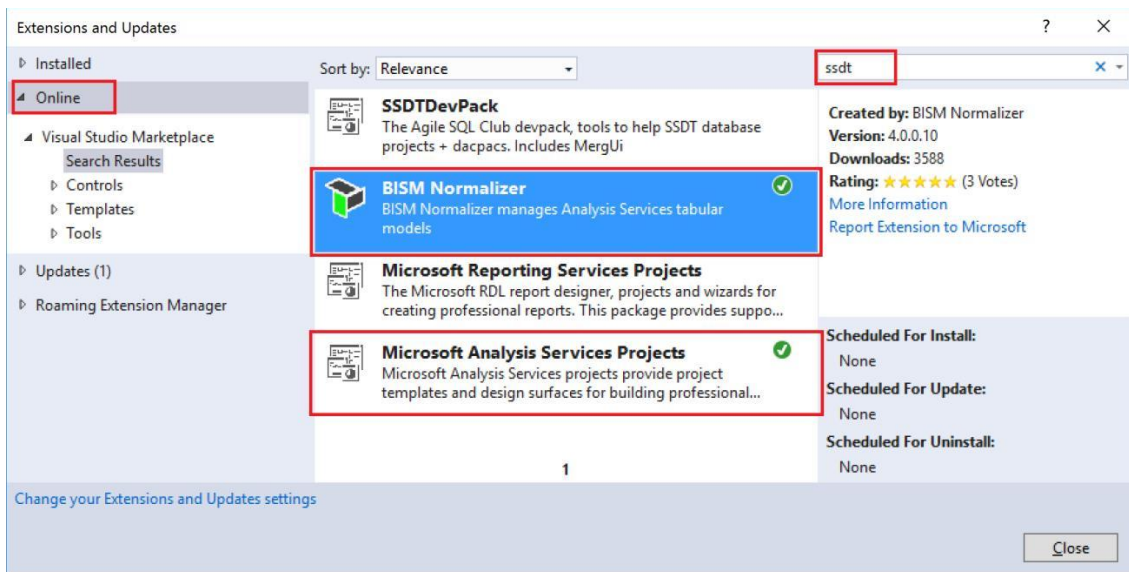 Extensions and Updates
?
Installed
Online
Visual Studio Marketplace
Search Results
Controls
Templates
Tools
Updates (1)
Roaming Extension Manager
Sort by: Relevance
SSDTDevPack
The Agile SQL Club devpack, tools to help SSDT database
projects + dacpacs. Includes MergUi
BISM Normalizer
BISM Normalizer manages Analysis Services tabular
models
Microsoft Reporting Services Projects
The Microsoft RDL report designer, projects and wizards for
creating professional reports. This package provides suppo...
Microsoft Analysis Services Projects
Microsoft Analysis Services projects provide project
templates and design surfaces for building professional...
1
ssdt
Created by: BISM Normalizer
Version: 4.0.0.10
Downloads: 3588
Rating: (3 Votes)
More Information
Report Extension to Microsoft
Scheduled For Install:
None
Scheduled For Update:
None
Scheduled For Uninstall:
None
Change your Extensions and Updates settings
Close